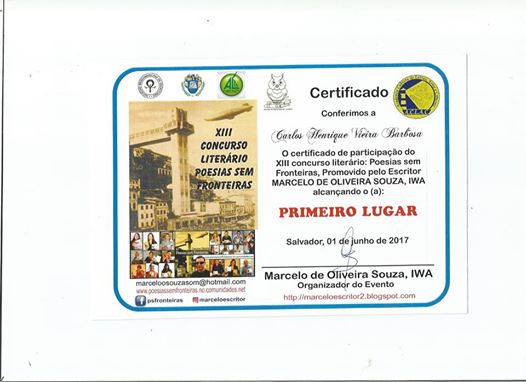 XIII
CONCURSO
LITERÁRIO
POESIAS SEM
FRONTEIRAS
marceloosouzasom@hotmail.com
www.poesiassemfronteiras.no.comunidades.net
psfronteiras marceloescritor
Certificado
Conferimos a
Carlos Henrique Vieira Barbosa
O certificado de participação do
XIII concurso literário: Poesias sem
Fronteiras, Promovido pelo Escritor
MARCELO DE OLIVEIRA SOUZA, IWA
alcançando o (a):
PRIMEIRO LUGAR
Salvador, 01 de junho de 2017
Marcelo de Oliveira Souza, IWA
Organizador do Evento
http://marceloescritor2.blogspot.com